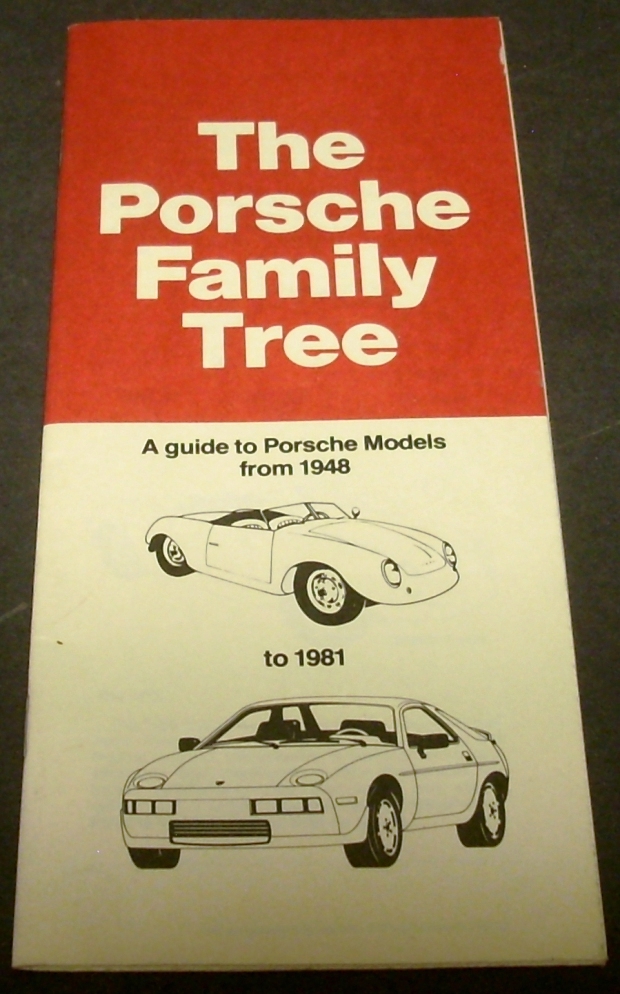 The
Porsche
Family
Tree
A guide to Porsche Models
from 1948
to 1981